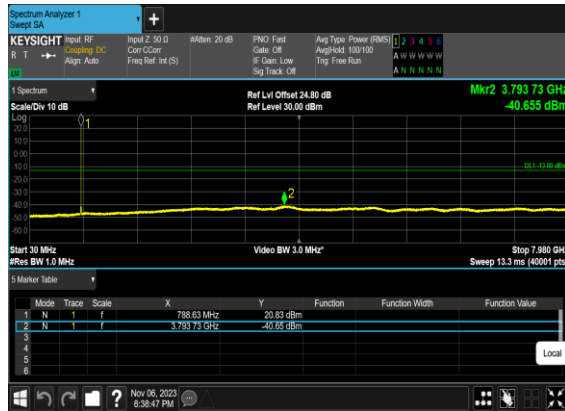 Spectrum Analyzer 1
Swept SA
+
KEYSIGHT Input: RF Input Z: 50 Ω #Atten: 20 dB PNO: Fast Avg Type: Power (RMS) 1 2 3 4 5 6
R T Coupling: DC Corr CCorr Gate: Off Avg|Hold: 100/100 A W W W W W
Align: Auto Freq Ref: Int (S) IF Gain: Low Trig: Free Run
Sig Track: Off A N N N N N
1 Spectrum Ref Lvl Offset 24.80 dB Mkr2 3.793 73 GHz
Scale/Div 10 dB Ref Level 30.00 dBm -40.655 dBm
Log
20.0 1
10.0
0.00
-10.0 DL1 -13.00 dBm
-20.0
-30.0
-40.0 2
-50.0
-60.0
Start 30 MHz Video BW 3.0 MHz* Stop 7.980 GHz
#Res BW 1.0 MHz Sweep 13.3 ms (40001 pts)
5 Marker Table
Mode Trace Scale X Y Function Function Width Function Value
1 N 1 f 788.63 MHz 20.83 dBm
2 N 1 f 3.793 73 GHz -40.65 dBm
3
4
5
6
Local
? Nov 06, 2023
8:38:47 PM